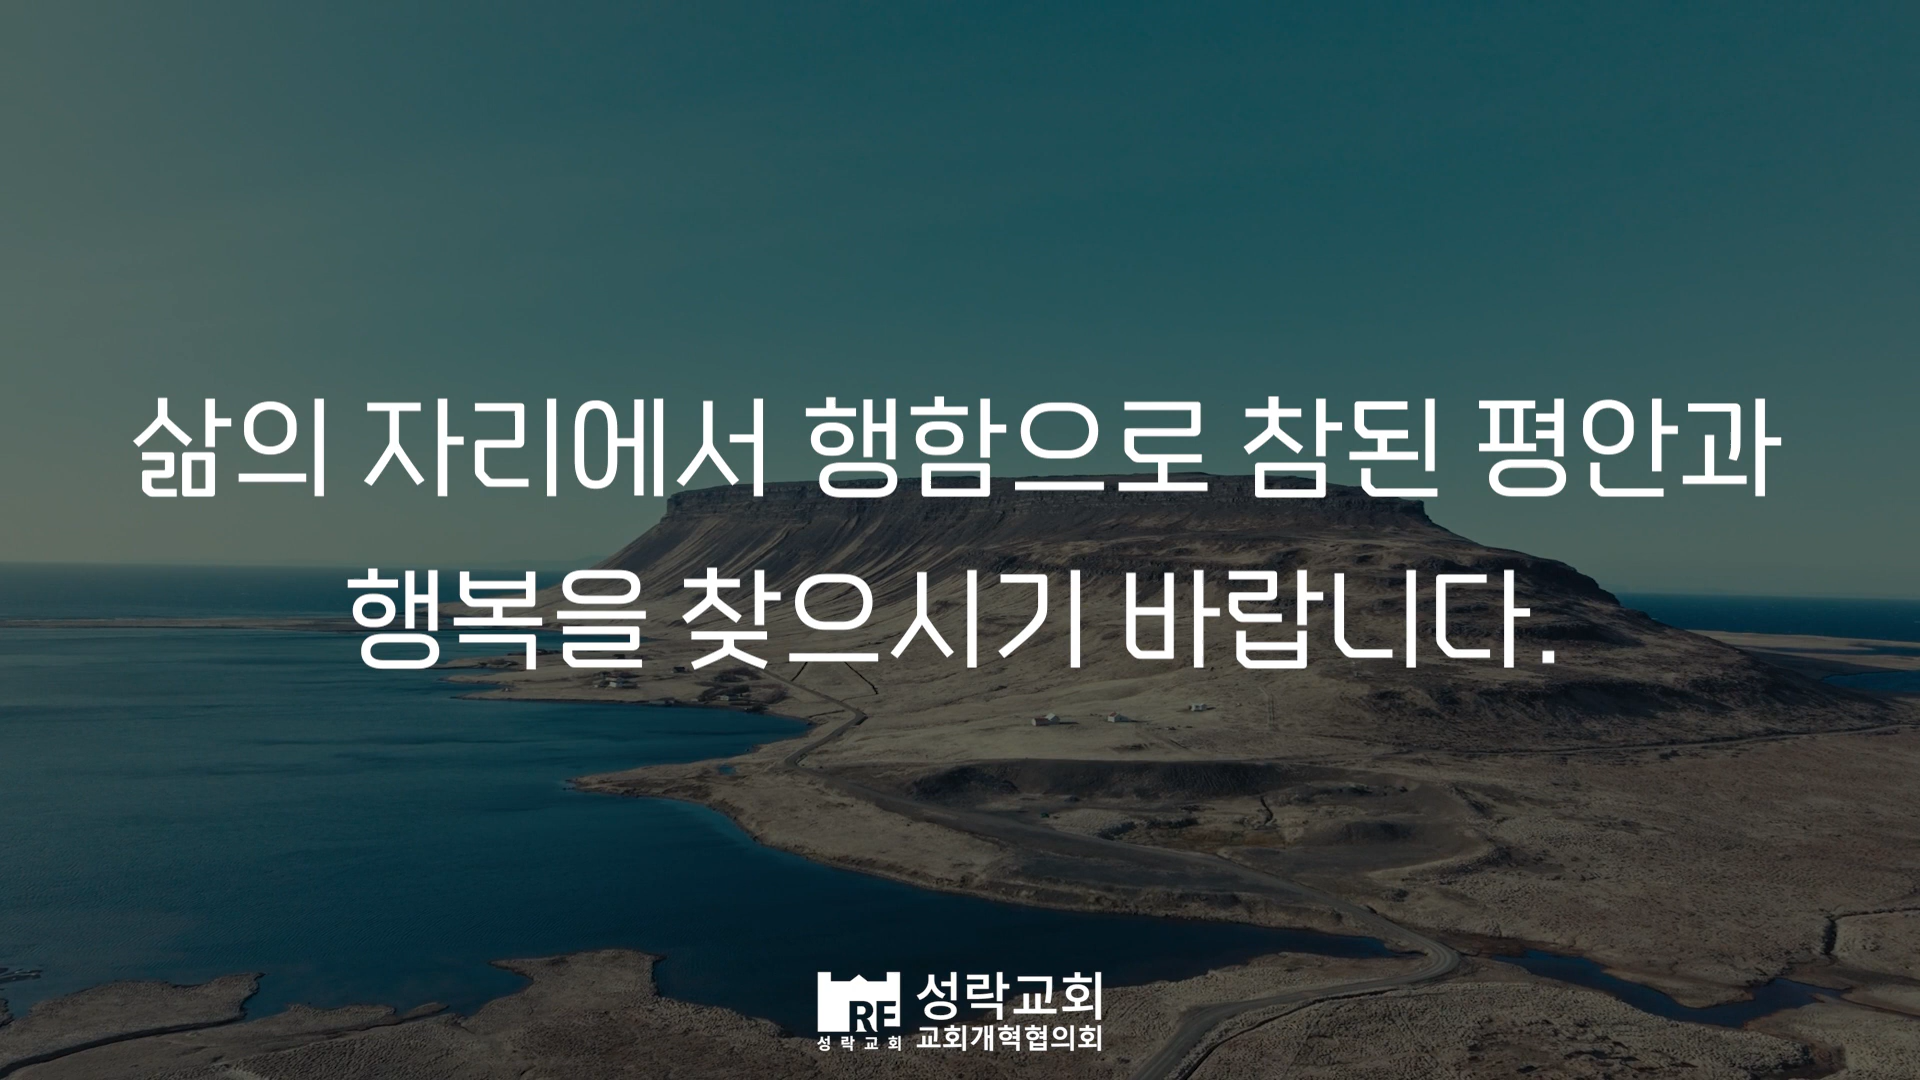 삶의 자리에서 행함으로 참된 평안과
행복을 찾으시기 바랍니다.
RE
성락교회
성락교회
교회개혁협의회